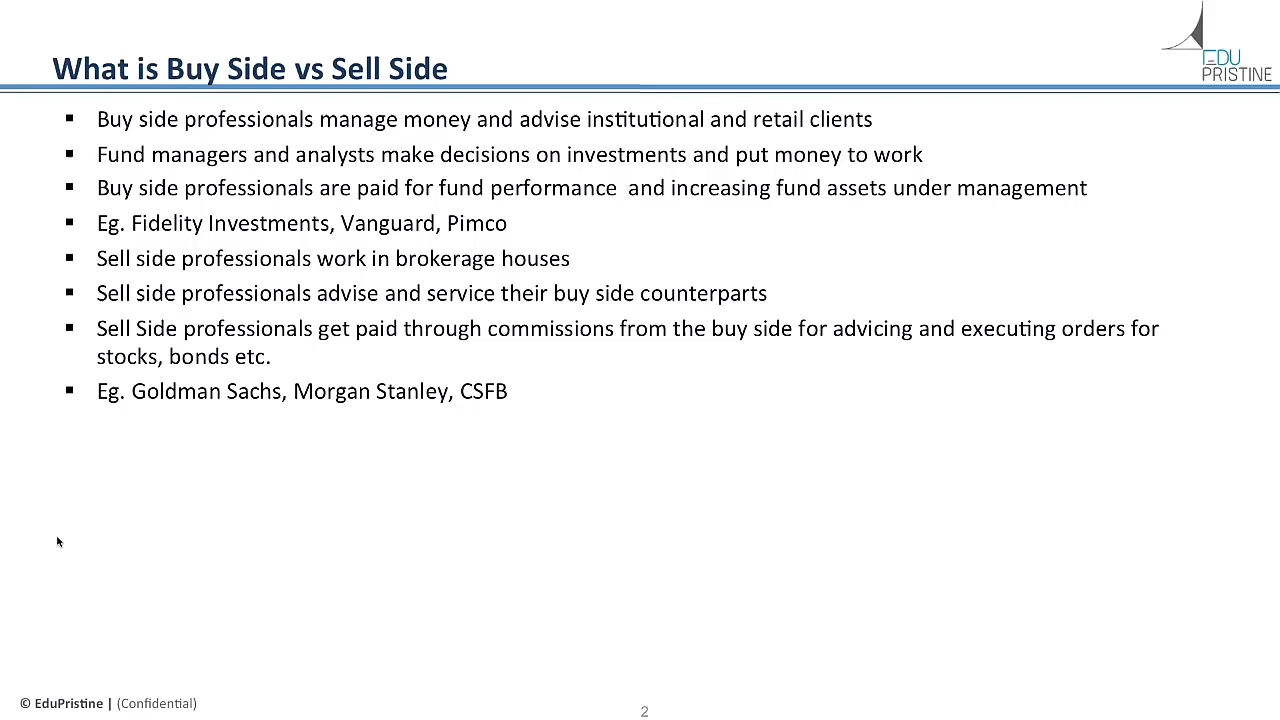 What is Buy Side vs Sell Side
EDU
PRISTINE
▪ Buy side professionals manage money and advise institutional and retail clients
▪ Fund managers and analysts make decisions on investments and put money to work
▪ Buy side professionals are paid for fund performance  and increasing fund assets under management
▪ Eg. Fidelity Investments, Vanguard, Pimco
▪ Sell side professionals work in brokerage houses
▪ Sell side professionals advise and service their buy side counterparts
▪ Sell Side professionals get paid through commissions from the buy side for advicing and executing orders for
stocks, bonds etc.
▪ Eg. Goldman Sachs, Morgan Stanley, CSFB
© EduPristine | (Confidential)
2